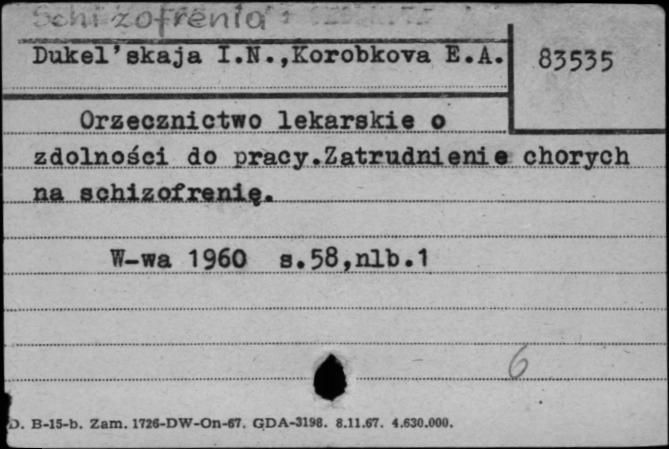 Schizofrenia
Dukel'skaja I.N.,Korobkova E.A.
83535
Orzecznictwo lekarskie o
zdolności do pracy.Zatrudnienie chorych
na schizofrenię.
W-wa 1960 s.58,nlb.1
6
D. B-15-b. Zam. 1726-DW-On-67. GDA-3198. 8.11.67. 4.630.000.